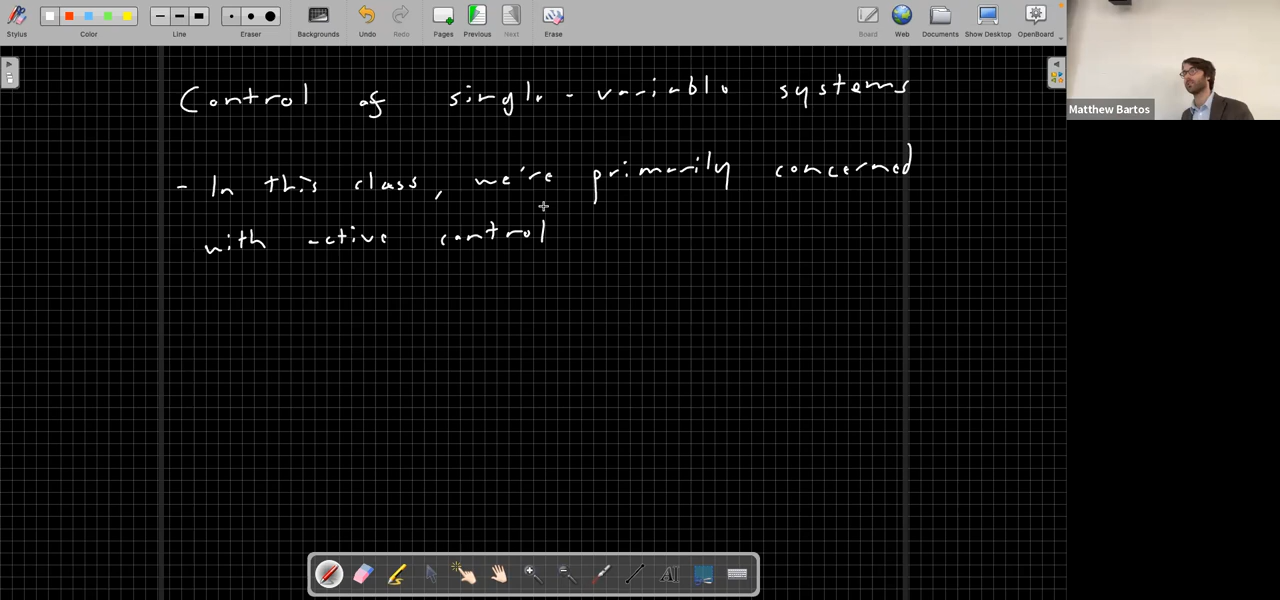 Stylus
Color
Line
Eraser
Backgrounds
Undo
Redo
Pages
Previous
Next
Erase
Board
Web
Documents
Show Desktop
OpenBoard
Matthew Bartos
Control of single-variable systems
- In this class, we're primarily concerned
with active control
AI